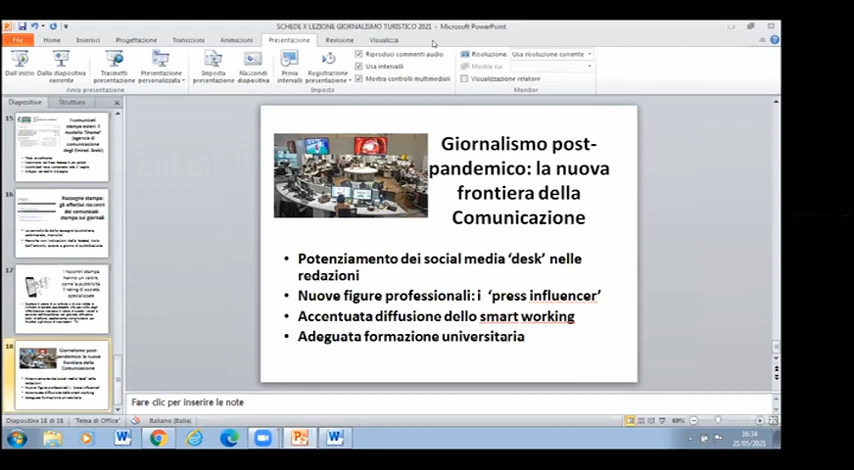 SCHEDE X LEZIONE GIORNALISMO TURISTICO 2021 - Microsoft PowerPoint
File Home Inserisci Progettazione Transizioni Animazioni Presentazione Revisione Visualizza
Dall'inizio
Dalla diapositiva corrente
Trasmetti presentazione
Presentazione personalizzata
Imposta presentazione
Nascondi diapositiva
Prova intervalli
Registrazione presentazione
Riproduci commenti audio
Usa intervalli
Mostra controlli multimediali
Risoluzione: Usa risoluzione corrente
Mostra su:
Visualizzazione relatore
Avvia presentazione Imposta Monitor
Diapositive Struttura
15
I comunicati
16
Rassegne stampa:
gli effettivi riscontri
dei comunicati
stampa sui giornali
17
I riscontri stampa
hanno un valore,
come la pubblicità.
Il rating di società
specializzate
18
Giornalismo post-
pandemico: la nuova
frontiera della
Comunicazione
Giornalismo post-
pandemico: la nuova
frontiera della
Comunicazione
• Potenziamento dei social media ‘desk’ nelle
redazioni
• Nuove figure professionali: i ‘press influencer’
• Accentuata diffusione dello smart working
• Adeguata formazione universitaria
Fare clic per inserire le note
Diapositiva 18 di 18 "Tema di Office" Italiano (Italia) 68%
16:34
21/05/2021